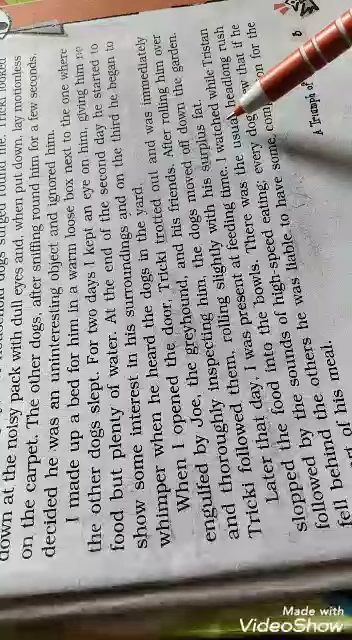 dogs surged round
down at the noisy pack with dull eyes and, when put down, lay motionless
on the carpet. The other dogs, after sniffing round him for a few seconds,
decided he was an uninteresting object and ignored him.
I made up a bed for him in a warm loose box next to the one where
the other dogs slept. For two days I kept an eye on him, giving him no
food but plenty of water. At the end of the second day he started to
show some interest in his surroundings and on the third he began to
whimper when he heard the dogs in the yard.
When I opened the door, Tricki trotted out and was immediately
engulfed by Joe, the greyhound, and his friends. After rolling him over
and thoroughly inspecting him, the dogs moved off down the garden.
Tricki followed them, rolling slightly with his surplus fat.
Later that day, I was present at feeding time. I watched while Tristan
slopped the food into the bowls. There was the usual headlong rush
followed by the sounds of high-speed eating; every dog that if he
fell behind the others he was liable to have some for the
of his meal.
A Triumph of
Made with
VideoShow